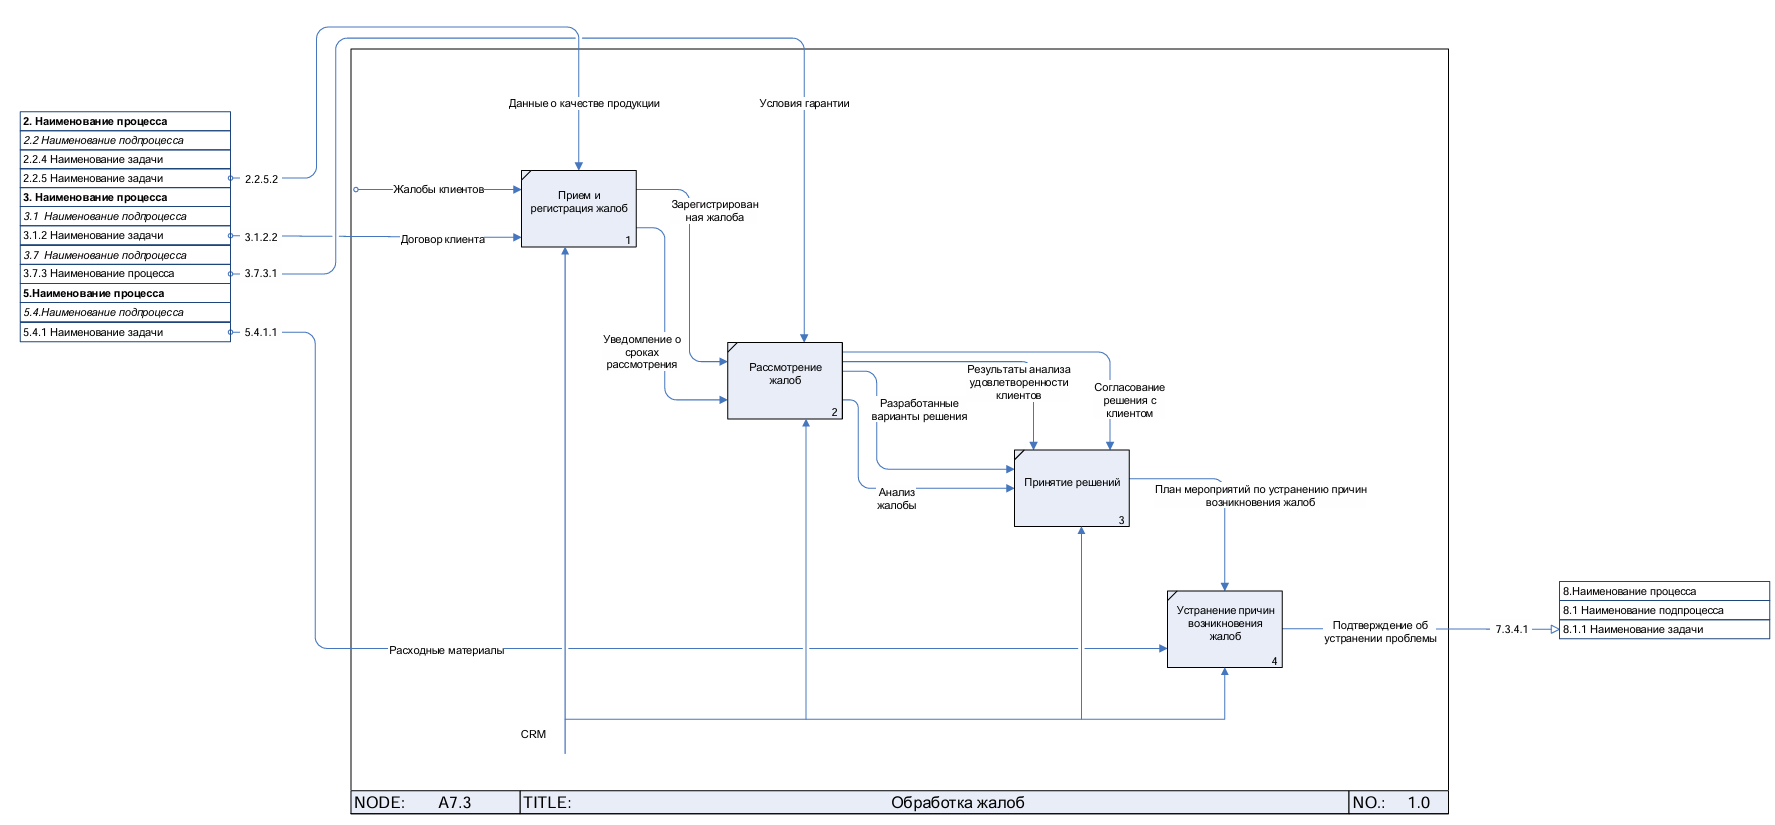 Данные о качестве продукции
Условия гарантии
2. Наименование процесса
2.2 Наименование подпроцесса
2.2.4 Наименование задачи
2.2.5 Наименование задачи
2.2.5.2
3. Наименование процесса
3.1 Наименование подпроцесса
3.1.2 Наименование задачи
3.1.2.2
3.7 Наименование подпроцесса
3.7.3 Наименование процесса
3.7.3.1
5.Наименование процесса
5.4.Наименование подпроцесса
5.4.1 Наименование задачи
5.4.1.1
Жалобы клиентов
Договор клиента
Прием и
регистрация жалоб
1
Зарегистрирован
ная жалоба
Уведомление о
сроках
рассмотрения
Рассмотрение
жалоб
2
Результаты анализа
удовлетворенности
клиентов
Согласование
решения с
клиентом
Разработанные
варианты решения
Анализ
жалобы
Принятие решений
3
План мероприятий по устранению причин
возникновения жалоб
Устранение причин
возникновения
жалоб
4
Подтверждение об
устранении проблемы
7.3.4.1
8.Наименование процесса
8.1 Наименование подпроцесса
8.1.1 Наименование задачи
Расходные материалы
CRM
NODE: A7.3
TITLE: Обработка жалоб
NO.: 1.0